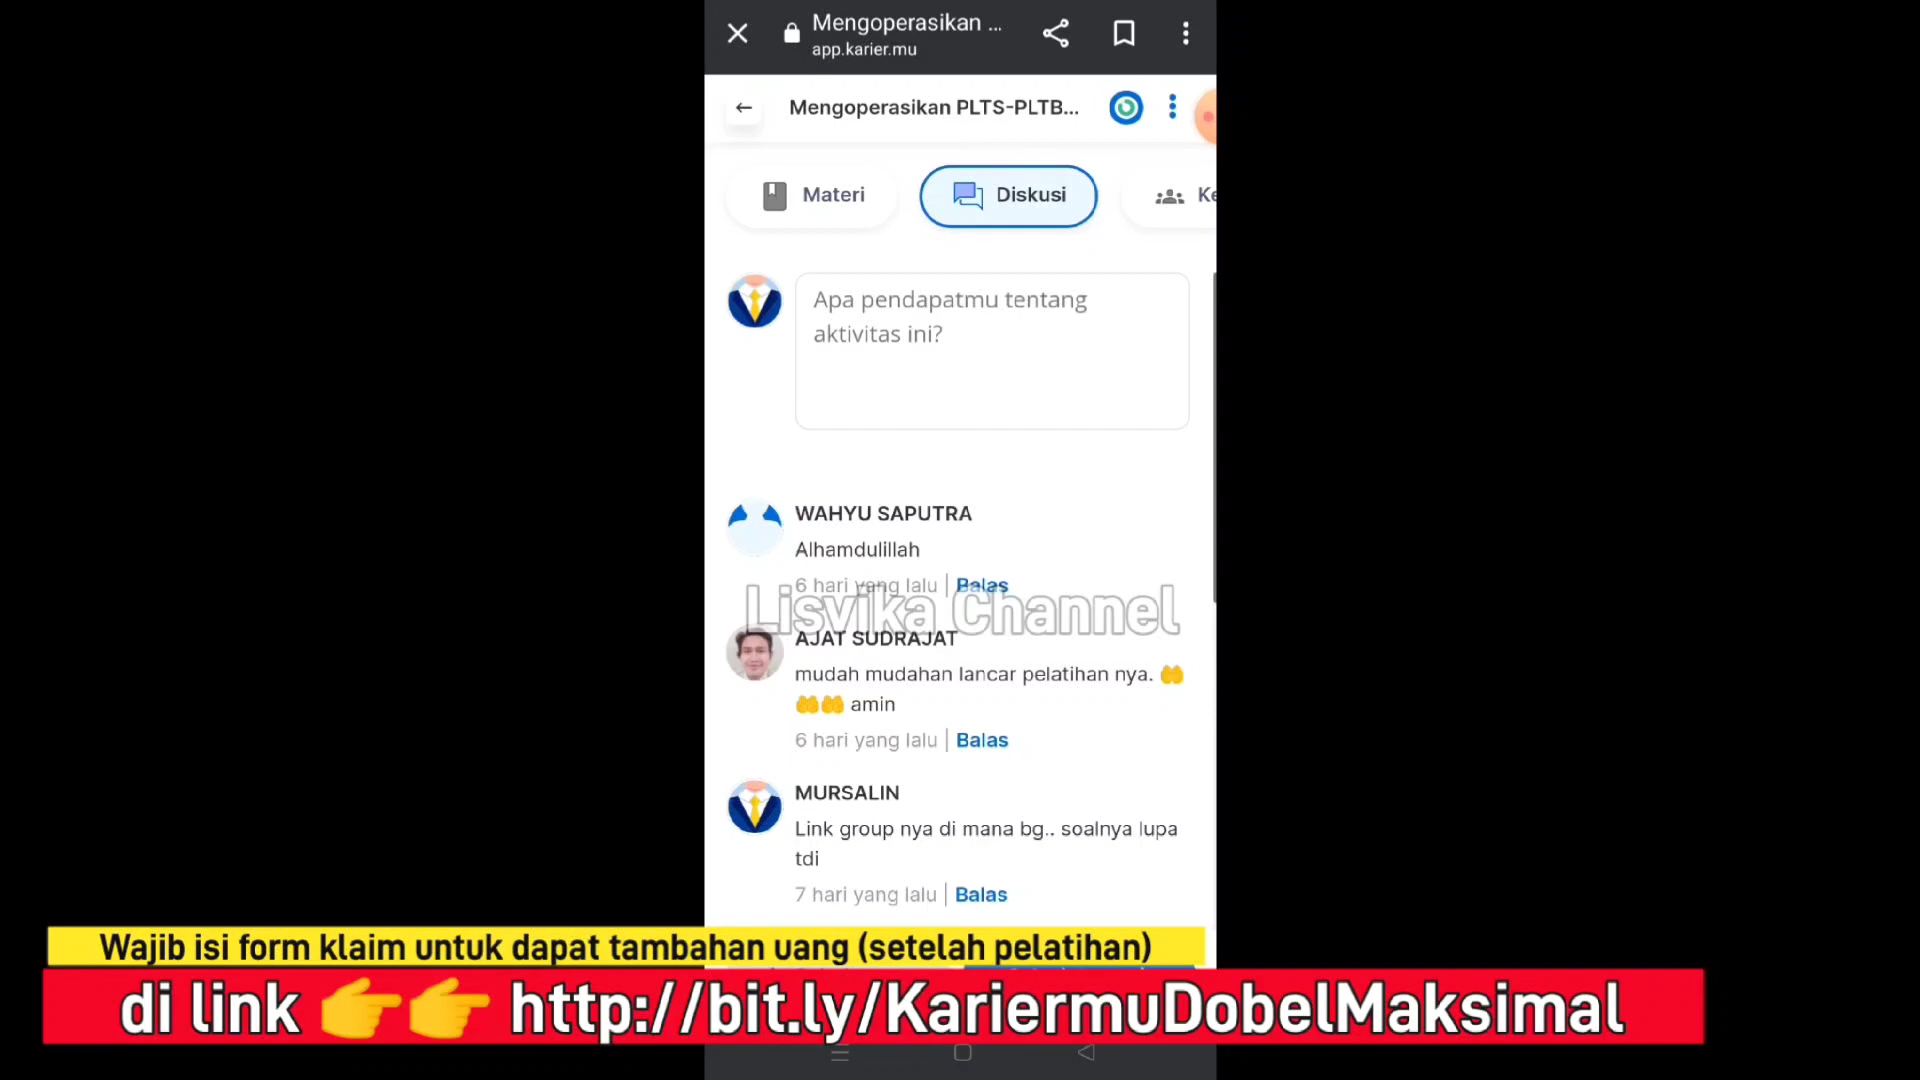 Mengoperasikan ...
app.karier.mu
Mengoperasikan PLTS-PLTB...
Materi
Diskusi
Ke
Apa pendapatmu tentang
aktivitas ini?
WAHYU SAPUTRA
Alhamdulillah
6 hari yang lalu | Balas
Lisvika Channel
AJAT SUDRAJAT
mudah mudahan lancar pelatihan nya. 🤲
🤲🤲 amin
6 hari yang lalu | Balas
MURSALIN
Link group nya di mana bg.. soalnya lupa
tdi
7 hari yang lalu | Balas
Wajib isi form klaim untuk dapat tambahan uang (setelah pelatihan)
di link 👉👉 http://bit.ly/KariermuDobelMaksimal